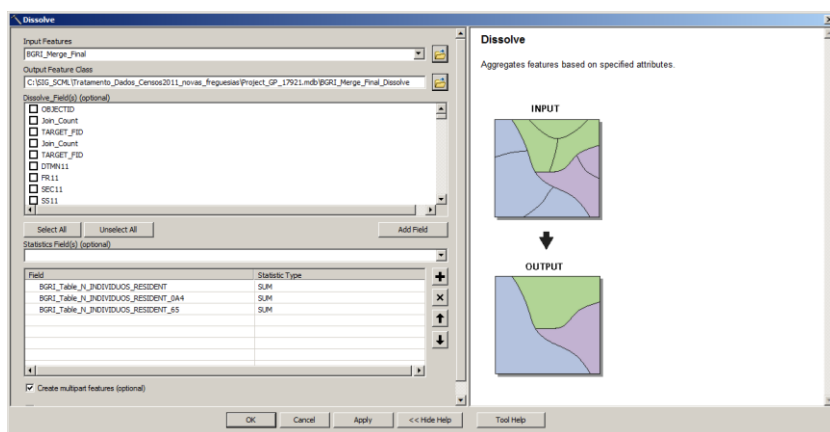 Dissolve
Input Features
BGRI_Merge_Final
Output Feature Class
C:\SIG_SCML\Tratamento_Dados_Censos2011_novas_freguesias\Project_GP_17921.mdb\BGRI_Merge_Final_Dissolve
Dissolve_Field(s) (optional)
OBJECTID
Join_Count
TARGET_FID
Join_Count
TARGET_FID
DTMN11
FR11
SEC11
SS11
Select All
Unselect All
Add Field
Statistics Field(s) (optional)
Field
Statistic Type
BGRI_Table_N_INDIVIDUOS_RESIDENT
SUM
BGRI_Table_N_INDIVIDUOS_RESIDENT_0A4
SUM
BGRI_Table_N_INDIVIDUOS_RESIDENT_65
SUM
Create multipart features (optional)
OK
Cancel
Apply
<< Hide Help
Tool Help
Dissolve
Aggregates features based on specified attributes.
INPUT
OUTPUT